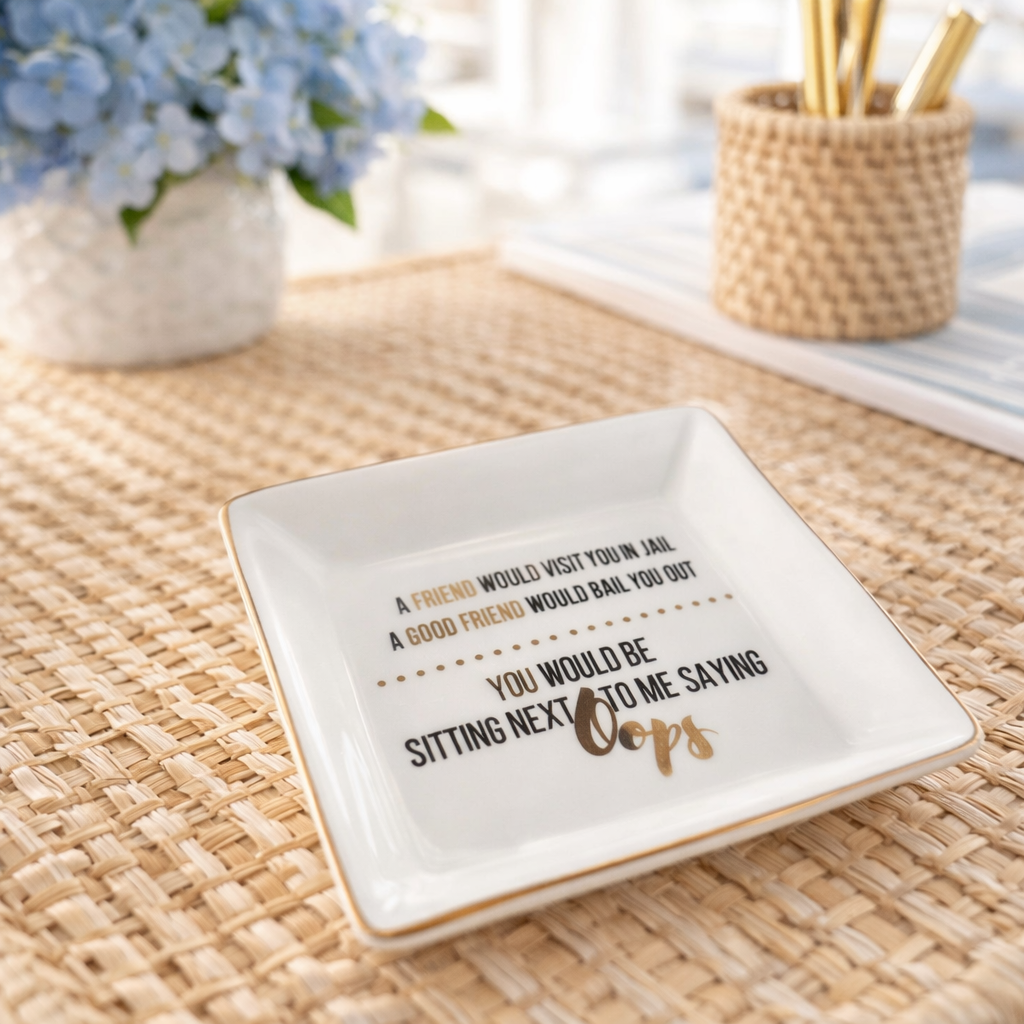 A FRIEND WOULD VISIT YOU IN JAIL
A GOOD FRIEND WOULD BAIL YOU OUT
YOU WOULD BE
SITTING NEXT TO ME SAYING
Oops